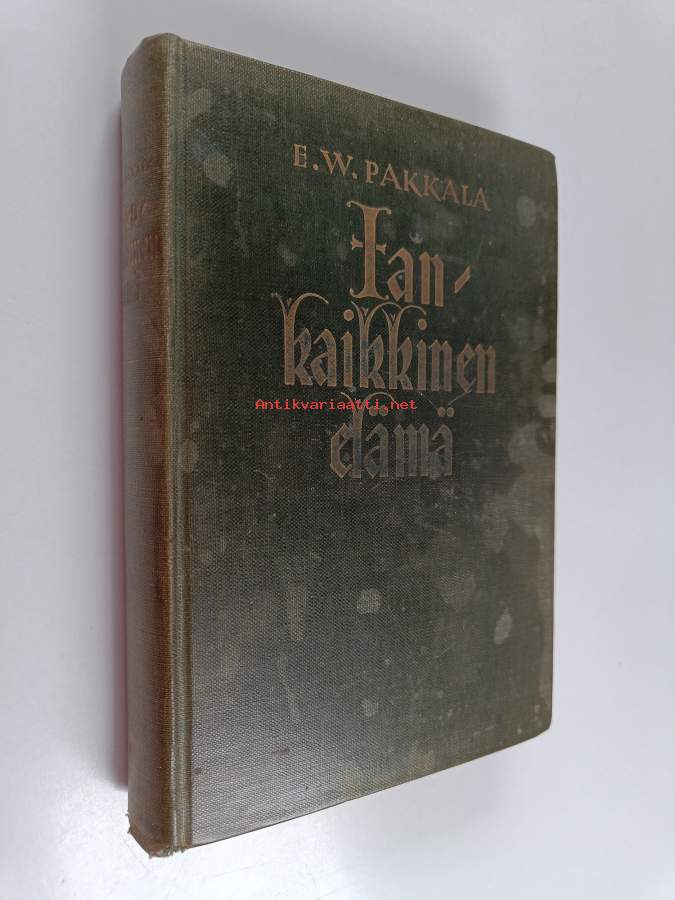 E. W. PAKKALA
Ian-
kaikkinen
Antikvariaatti.net
elämä